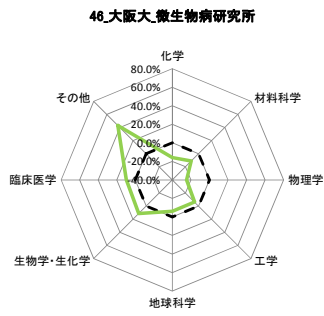 46_大阪大_微生物病研究所
化学
80.0%
60.0%
40.0%
20.0%
0.0%
-20.0%
-40.0%
その他
材料科学
臨床医学
物理学
生物学・生化学
工学
地球科学